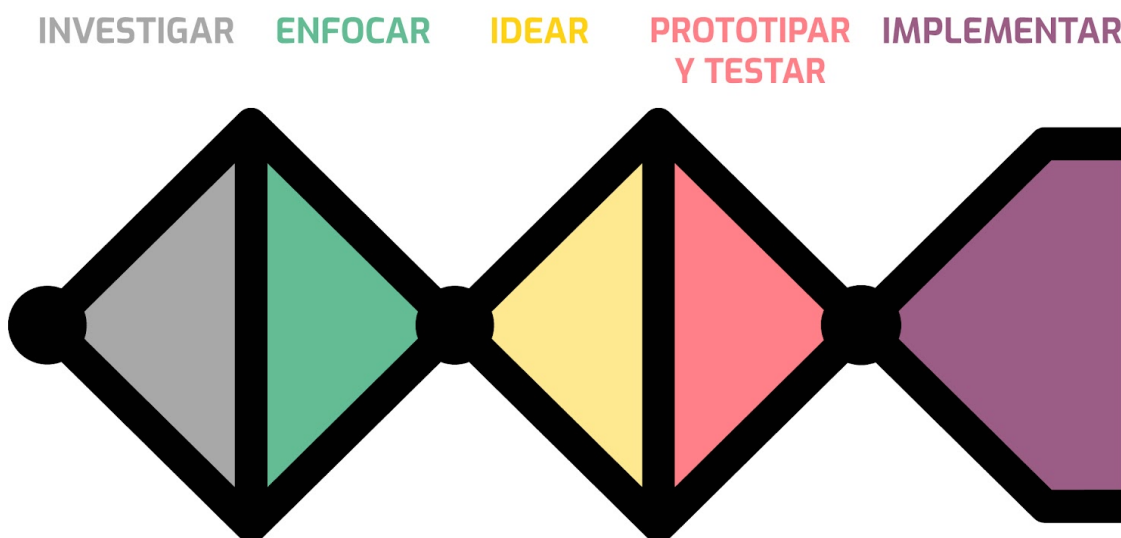 INVESTIGAR
ENFOCAR
IDEAR
PROTOTIPAR
Y TESTAR
IMPLEMENTAR